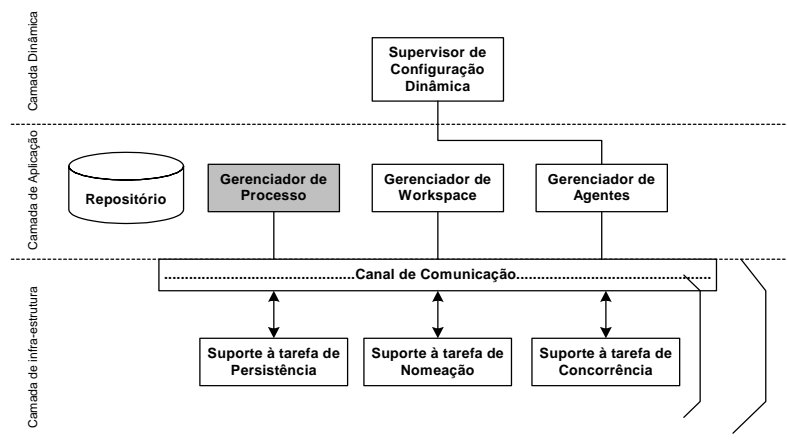 Camada Dinâmica
Supervisor de
Configuração
Dinâmica
Camada de Aplicação
Repositório
Gerenciador de
Processo
Gerenciador de
Workspace
Gerenciador de
Agentes
Camada de infra-estrutura
Canal de Comunicação
Suporte à tarefa de
Persistência
Suporte à tarefa de
Nomeação
Suporte à tarefa de
Concorrência